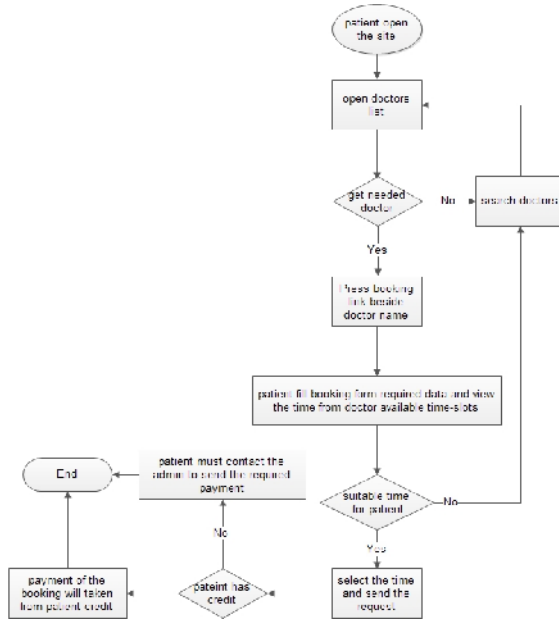 patient open
the site
open doctors
list
get needed
doctor
No
search doctors
Yes
Press booking
link beside
doctor name
patient fill booking form required data and view
the time from doctor available time-slots
patient must contact the
admin to send the required
payment
End
suitable time
for patient
No
No
Yes
payment of the
booking will taken
from patient credit
pateint has
credit
select the time
and send the
request